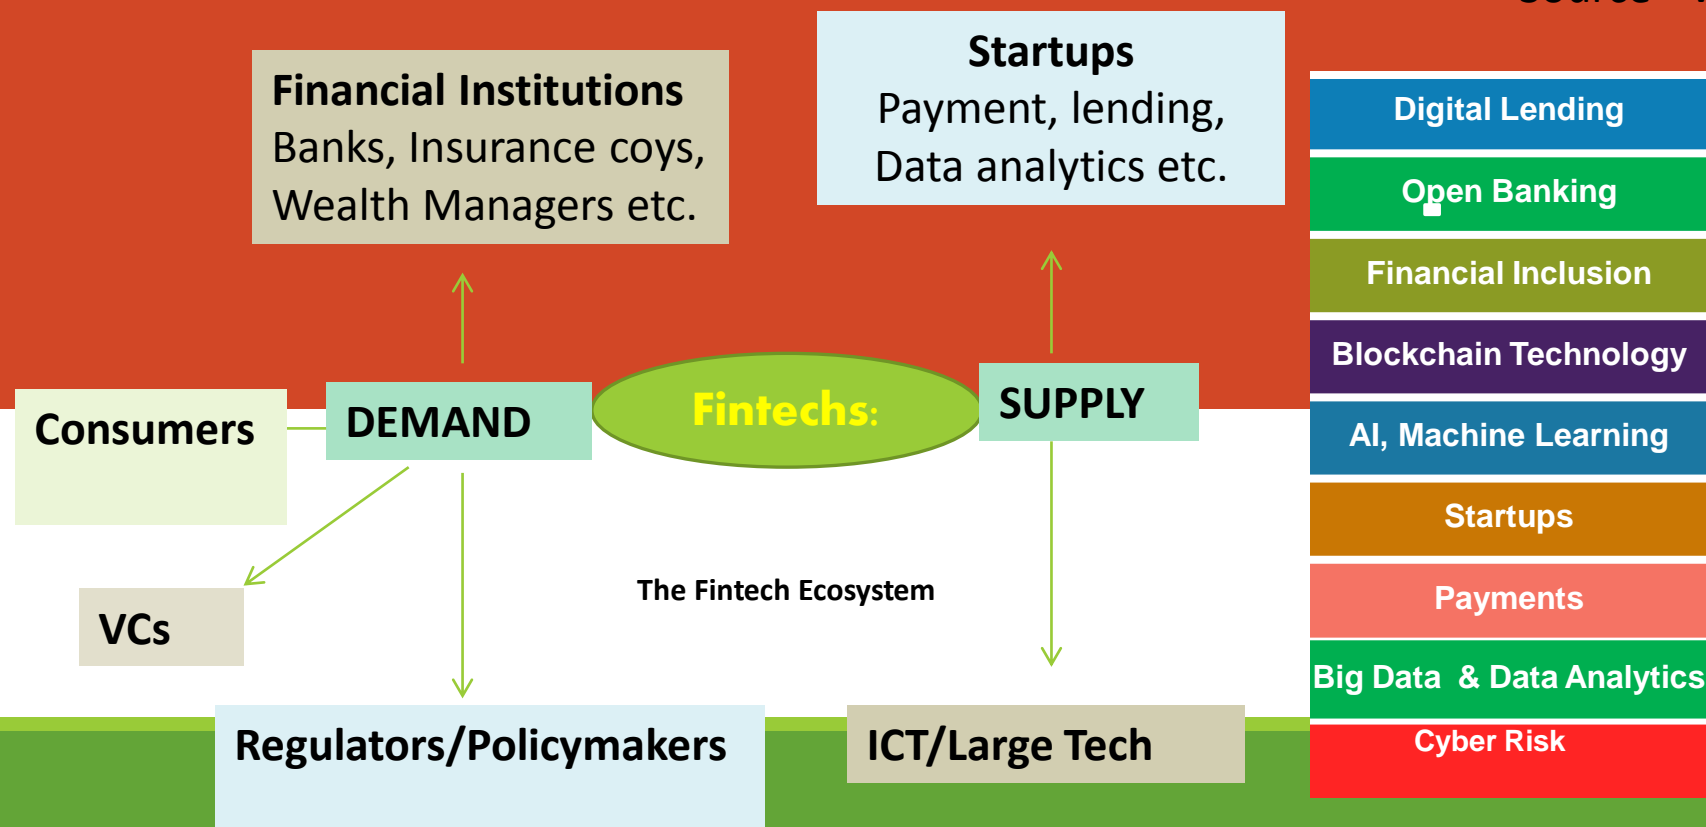 Source
Financial Institutions
Banks, Insurance coys,
Wealth Managers etc.
Startups
Payment, lending,
Data analytics etc.
Consumers
DEMAND
Fintechs:
SUPPLY
VCs
The Fintech Ecosystem
Regulators/Policymakers
ICT/Large Tech
Digital Lending
Open Banking
Financial Inclusion
Blockchain Technology
AI, Machine Learning
Startups
Payments
Big Data & Data Analytics
Cyber Risk